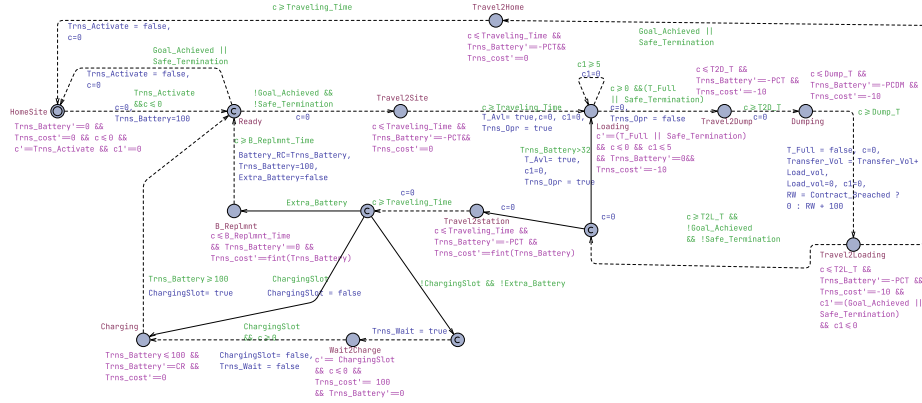 c⩾Traveling_Time
Travel2Home
Trns_Activate = false,
c=0
Goal_Achieved ||
Safe_Termination
c⩽Traveling_Time &&
Trns_Battery'==-PCT&&
Trns_cost'==0
Goal_Achieved ||
Safe_Termination
Trns_Activate = false,
c=0
Trns_Activate
&&c⩽0
HomeSite
c=0,
Trns_Battery=100
Trns_Battery'==0 &&
Trns_cost'==0 && c⩽0 &&
c'==Trns_Activate && c1'==0
C
Ready
!Goal_Achieved &&
!Safe_Termination
c=0
Travel2Site
c⩽Traveling_Time &&
Trns_Battery'==-PCT&&
Trns_cost'==0
c⩾Traveling_Time
T_Avl= true,c=0, c1=0,
Trns_Opr = true
c1⩾5
c1=0
Loading
c'==(T_Full || Safe_Termination)
&& c⩽0 && c1⩽5
&& Trns_Battery'==0&&
Trns_cost'==-10
c⩾0 &&(T_Full
|| Safe_Termination)
c=0
Trns_Opr = false
c⩽T2D_T &&
Trns_Battery'==-PCT &&
Trns_cost'==-10
Travel2Dump
c⩾T2D_T
c=0
c⩽Dump_T &&
Trns_Battery'==-PCDM &&
Trns_cost'==-10
Dumping
c⩾Dump_T
T_Full = false, c=0,
Transfer_Vol = Transfer_Vol+
Load_vol,
Load_vol=0, c1=0,
RW = Contract_Breached ?
0 : RW + 100
c⩾B_Replmnt_Time
Battery_RC=Trns_Battery,
Trns_Battery=100,
Extra_Battery=false
Trns_Battery>32
T_Avl= true,
c1=0,
Trns_Opr = true
B_Replmnt
c⩽B_Replmnt_Time
&& Trns_Battery'==0 &&
Trns_cost'==fint(Trns_Battery)
Extra_Battery
C
c=0
c⩾Traveling_Time
Travel2station
c⩽Traveling_Time &&
Trns_Battery'==-PCT &&
Trns_cost'==fint(Trns_Battery)
c=0
C
c=0
c⩾T2L_T &&
!Goal_Achieved
&& !Safe_Termination
Travel2Loading
c⩽T2L_T &&
Trns_Battery'==-PCT &&
Trns_cost'==-10 &&
c1'==(Goal_Achieved ||
Safe_Termination)
&& c1⩽0
Trns_Battery⩾100
ChargingSlot= true
ChargingSlot
ChargingSlot = false
!ChargingSlot && !Extra_Battery
Charging
Trns_Battery⩽100 &&
Trns_Battery'==CR &&
Trns_cost'==0
ChargingSlot
&& c⩾0
ChargingSlot= false,
Trns_Wait = false
Wait2Charge
c'== ChargingSlot
&& c⩽0 &&
Trns_cost'== 100
&& Trns_Battery'==0
Trns_Wait = true
C